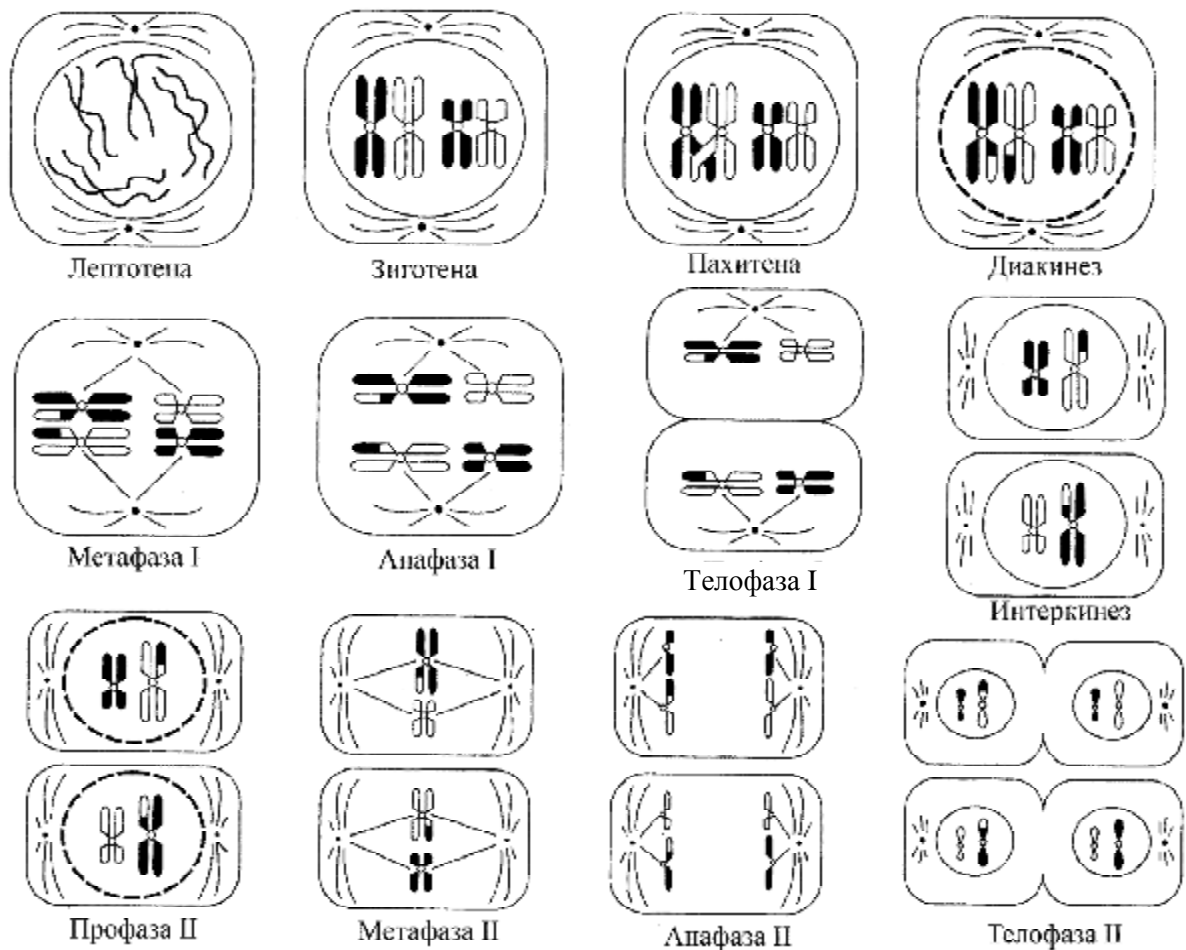 Лептотена
Зиготена
Пахитена
Диакинез
Метафаза I
Анафаза I
Телофаза I
Интеркинез
Профаза II
Метафаза II
Анафаза II
Телофаза II